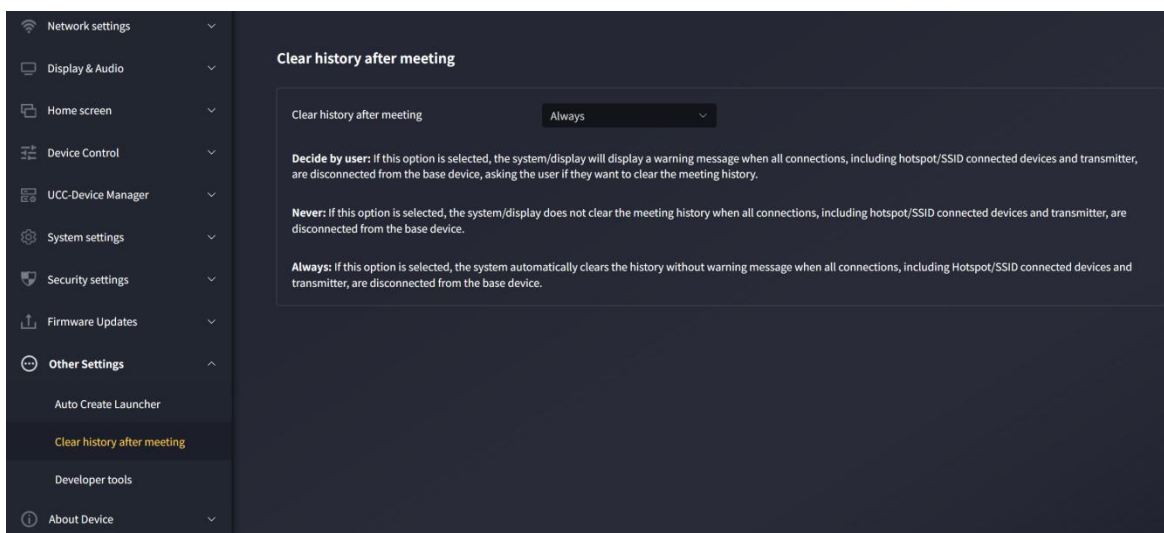 Network settings
Display & Audio
Home screen
Device Control
UCC-Device Manager
System settings
Security settings
Firmware Updates
Other Settings
Auto Create Launcher
Clear history after meeting
Developer tools
About Device
Clear history after meeting
Clear history after meeting
Always
Decide by user: If this option is selected, the system/display will display a warning message when all connections, including hotspot/SSID connected devices and transmitter,
are disconnected from the base device, asking the user if they want to clear the meeting history.
Never: If this option is selected, the system/display does not clear the meeting history when all connections, including hotspot/SSID connected devices and transmitter, are
disconnected from the base device.
Always: If this option is selected, the system automatically clears the history without warning message when all connections, including Hotspot/SSID connected devices and
transmitter, are disconnected from the base device.